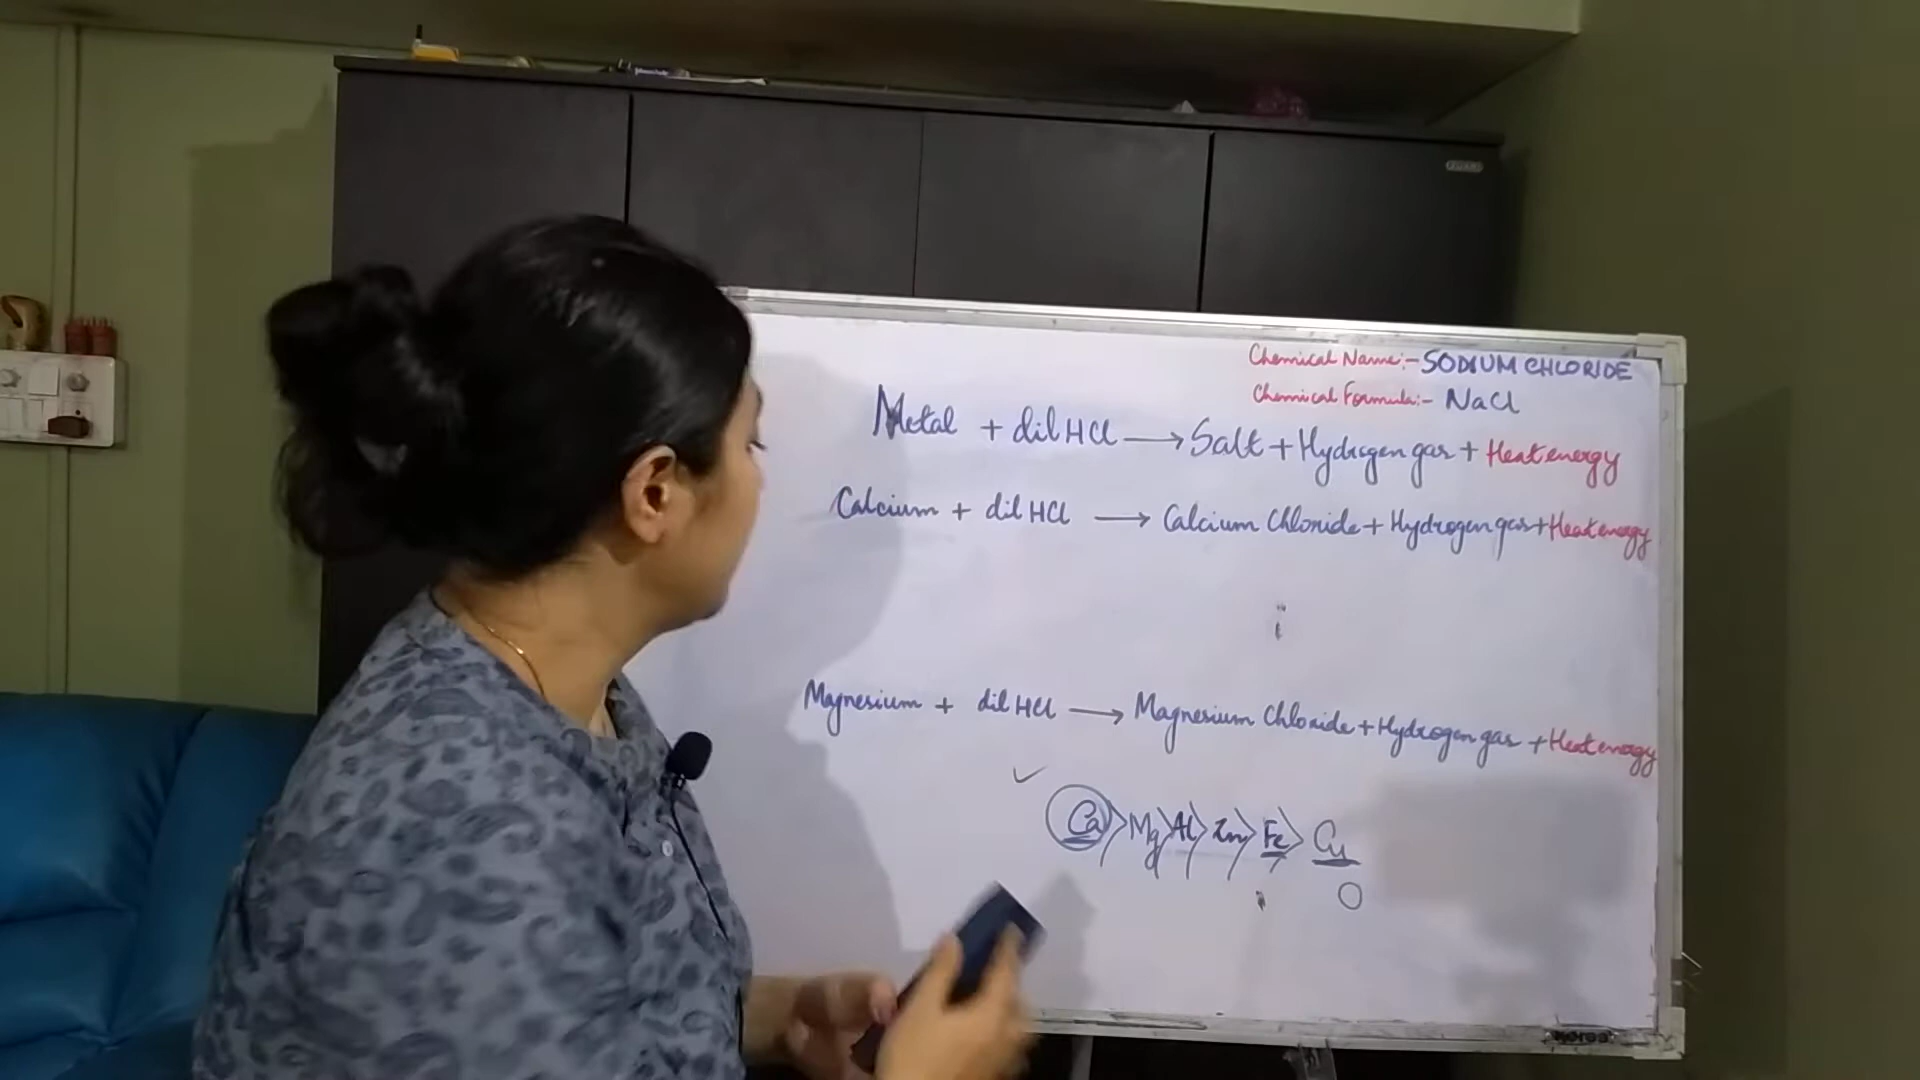 Chemical Name:- SODIUM CHLORIDE
Chemical Formula:- NaCl
Metal + dil HCl → Salt + Hydrogen gas + Heat energy
Calcium + dil HCl → Calcium Chloride + Hydrogen gas + Heat energy
Magnesium + dil HCl → Magnesium Chloride + Hydrogen gas + Heat energy
Ca > Mg > Al > Zn > Fe > Cu